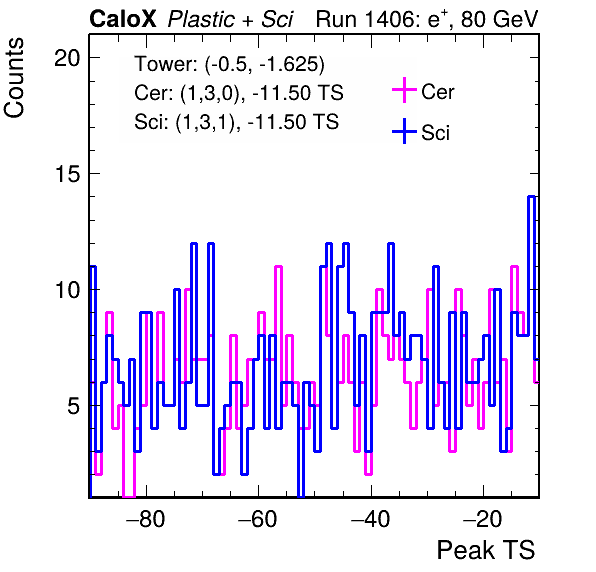 CaloX Plastic + Sci Run 1406: e+, 80 GeV
Counts
Tower: (-0.5, -1.625)
Cer: (1,3,0), -11.50 TS
Sci: (1,3,1), -11.50 TS
Cer
Sci
20
15
10
5
−80 −60 −40 −20
Peak TS